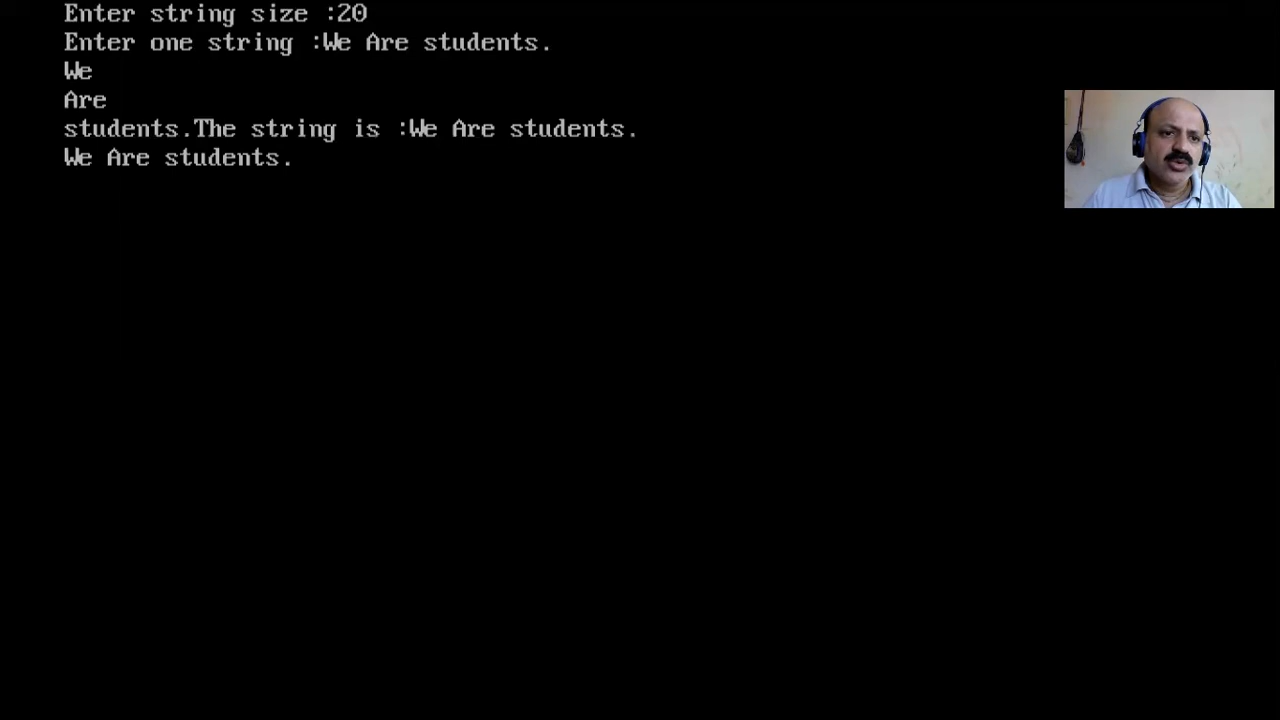 Enter string size :20
Enter one string :We Are students.
We
Are
students.The string is :We Are students.
We Are students.